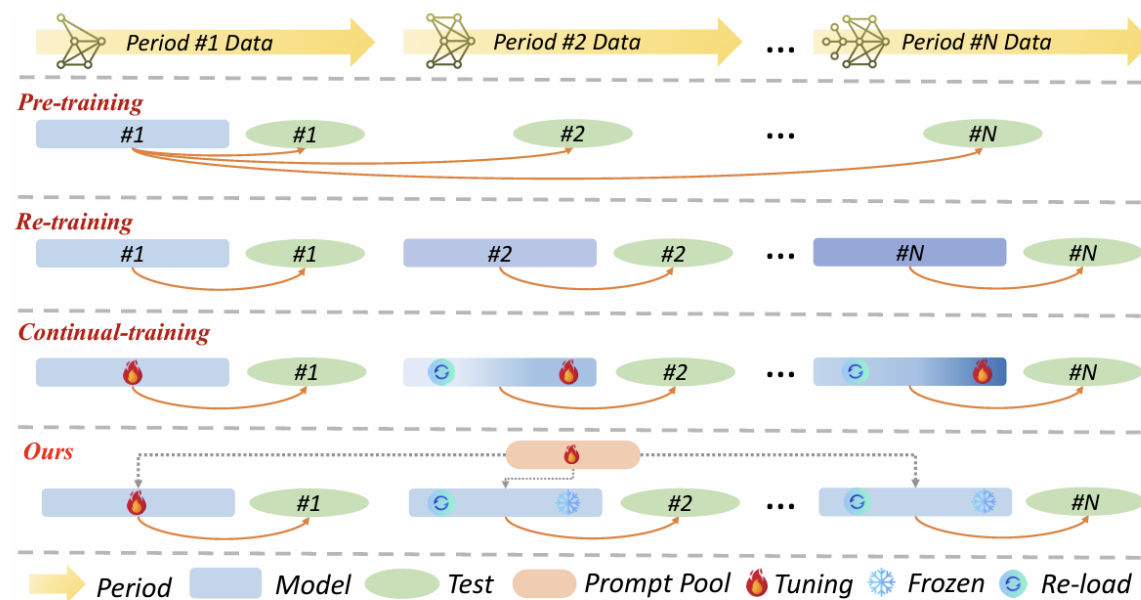 Period #1 Data Period #2 Data ... Period #N Data
Pre-training
#1 #1 #2 ... #N
Re-training
#1 #1 #2 #2 ... #N #N
Continual-training
#1 #2 ... #N
Ours
#1 #2 ... #N
Period Model Test Prompt Pool Tuning Frozen Re-load